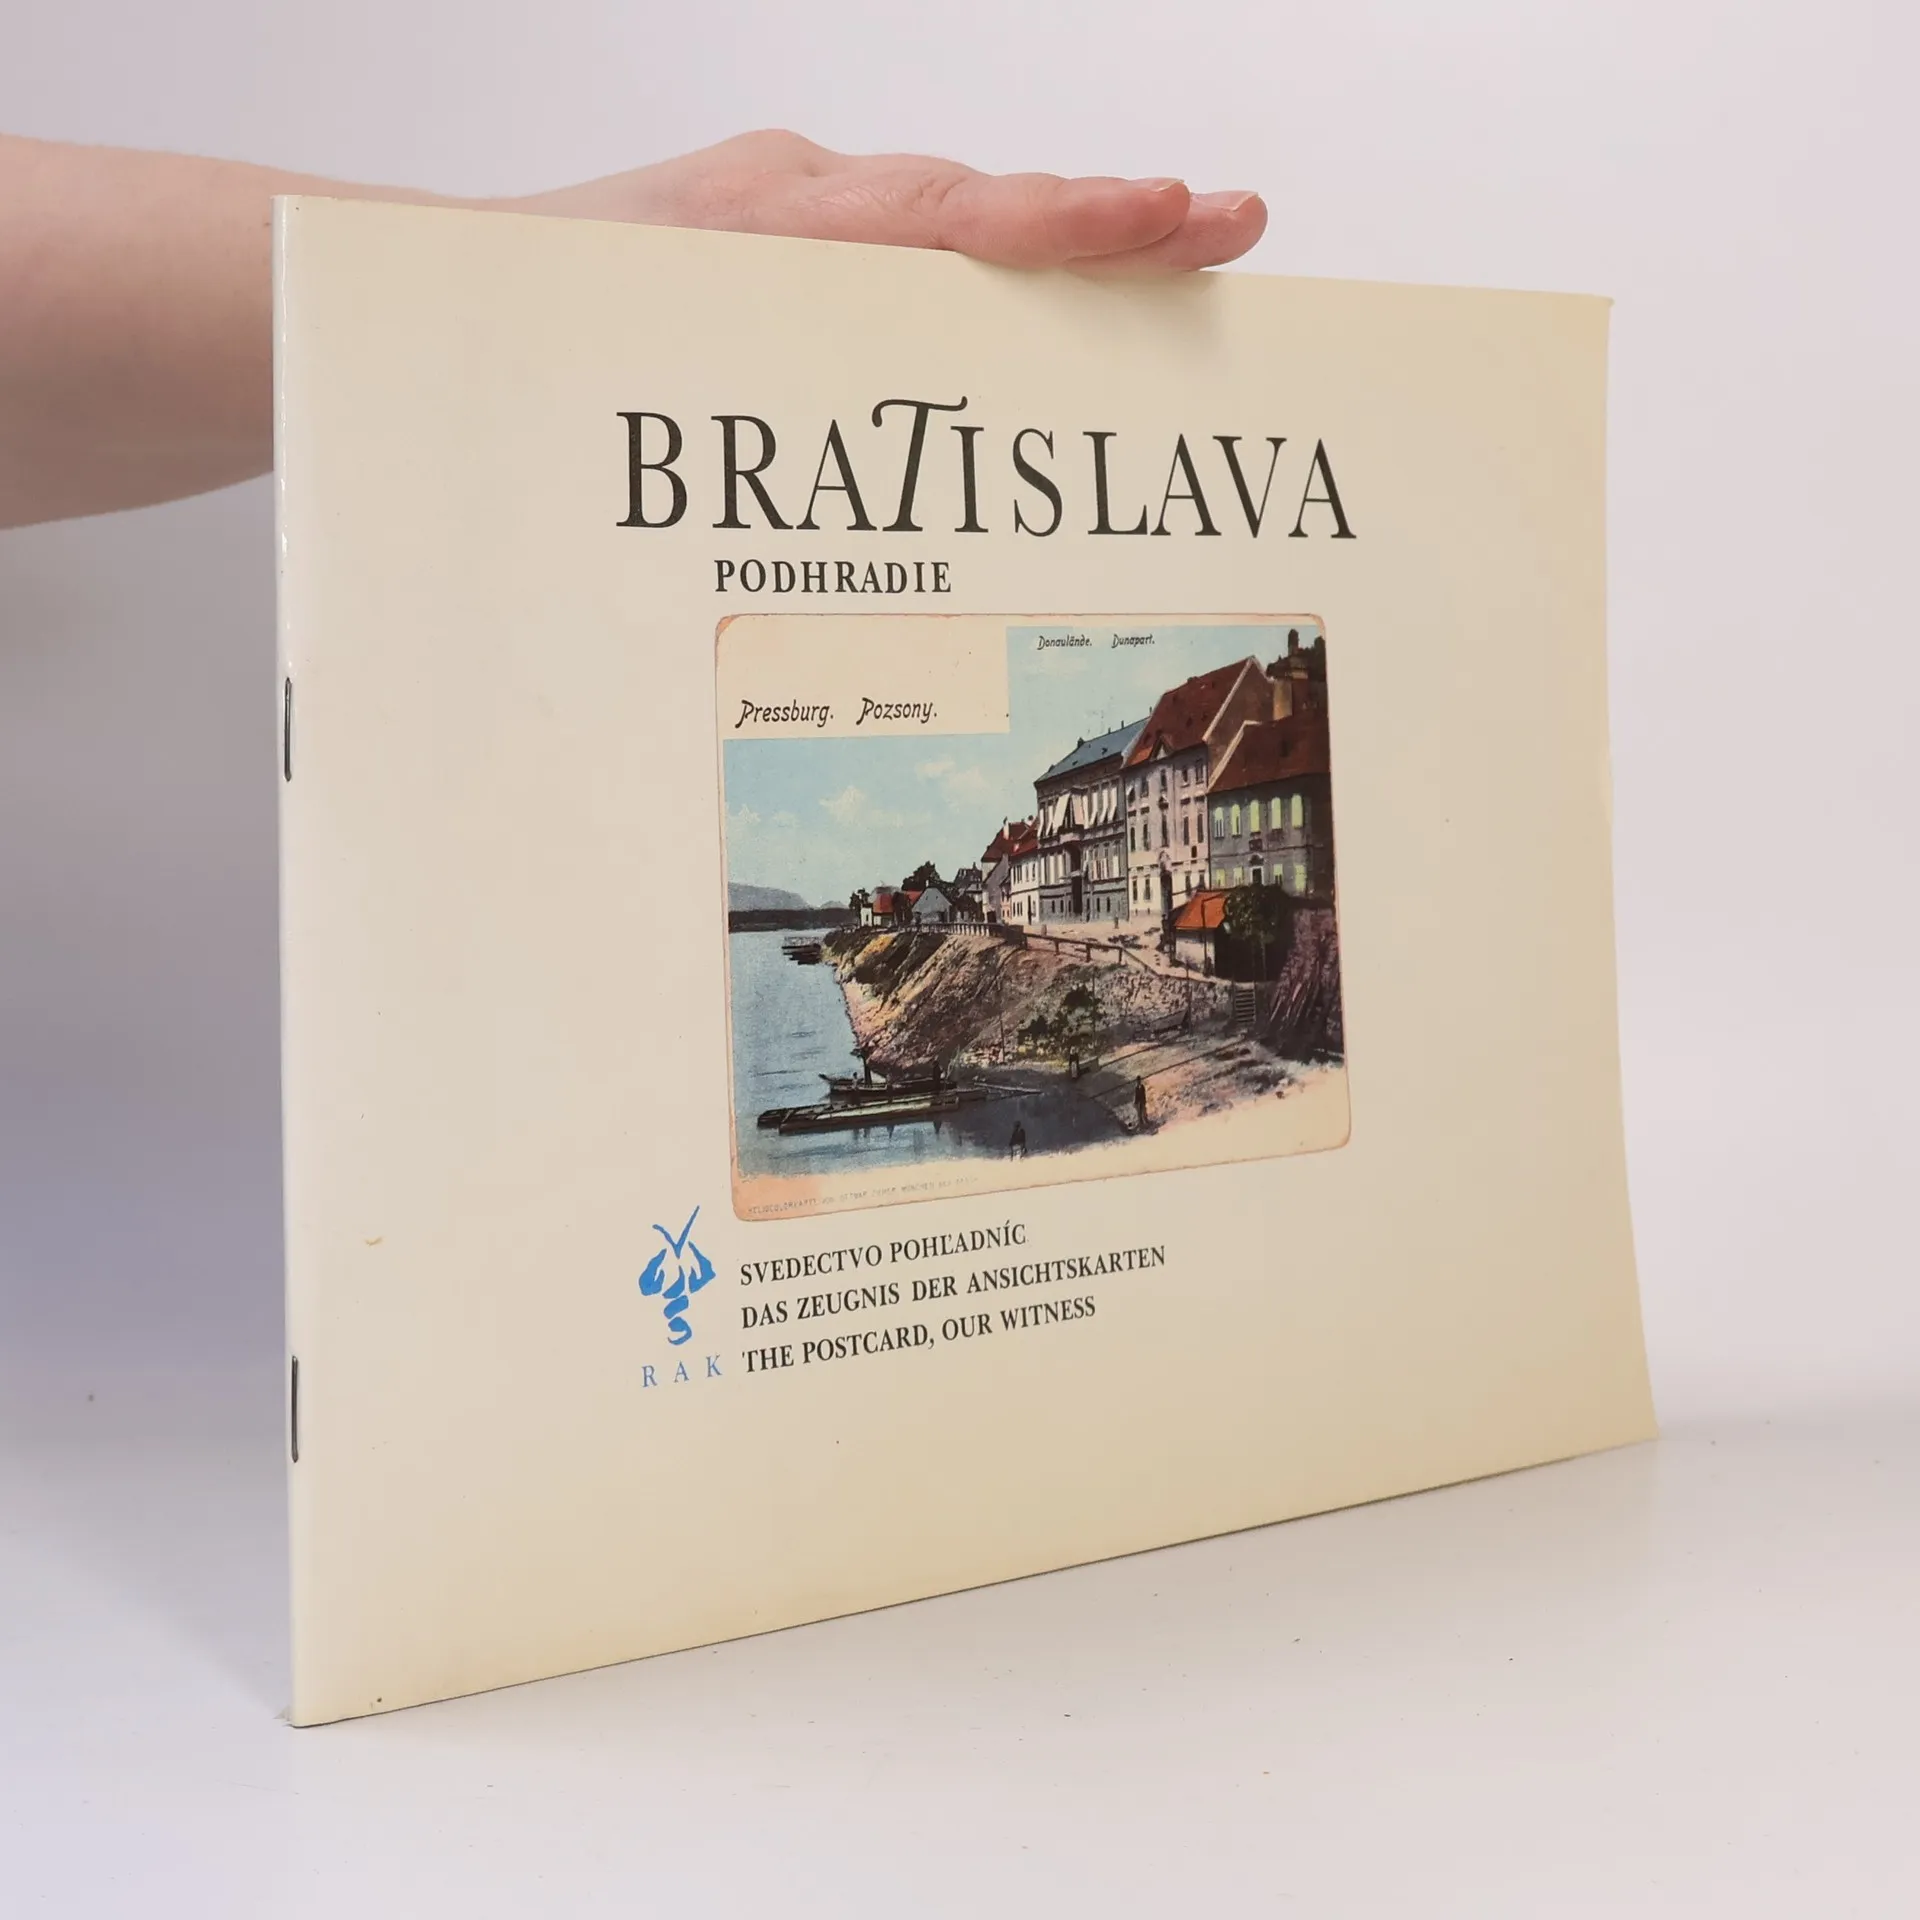 BRATISLAVA
PODHRADIE
Donaulände. Dunapart.
Pressburg. Pozsony.
SVEDECTVO POHĽADNÍC
DAS ZEUGNIS DER ANSICHTSKARTEN
THE POSTCARD, OUR WITNESS
RAK